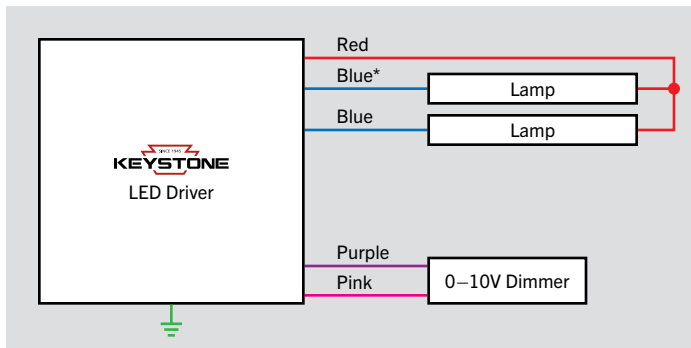 Red
Blue*
Lamp
Blue
Lamp
SINCE 1945
KEYSTONE
LED Driver
Purple
Pink
0–10V Dimmer